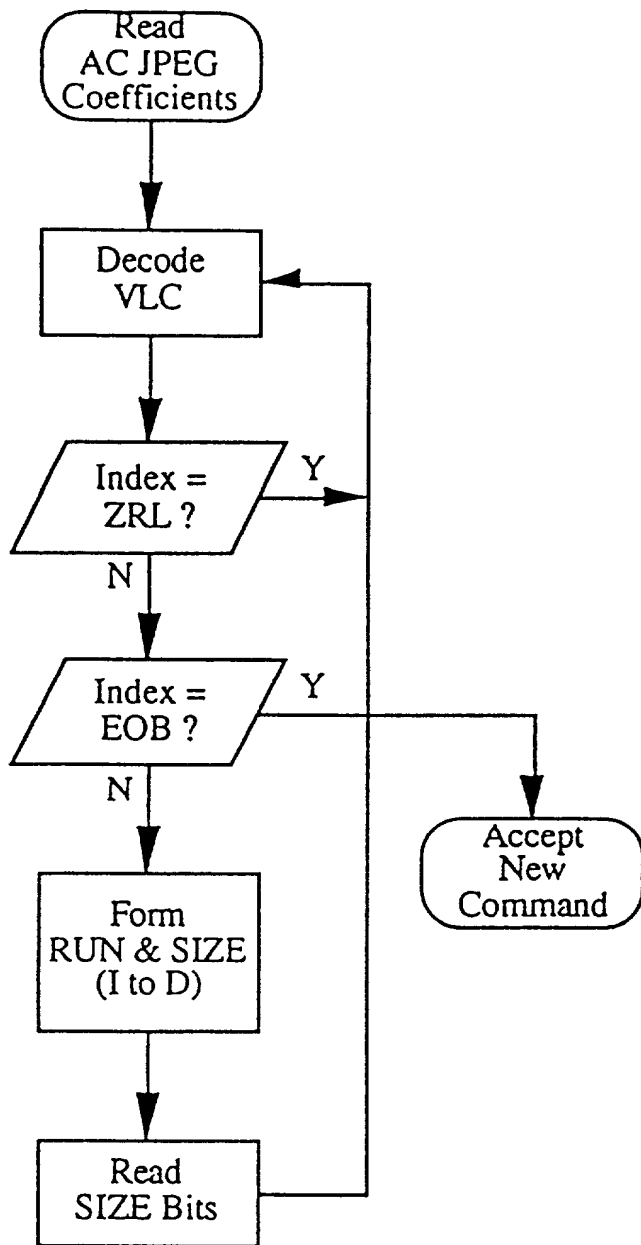 Read
AC JPEG
Coefficients
Decode
VLC
Index =
ZRL ?
Y
N
Index =
EOB ?
Y
N
Accept
New
Command
Form
RUN & SIZE
(I to D)
Read
SIZE Bits